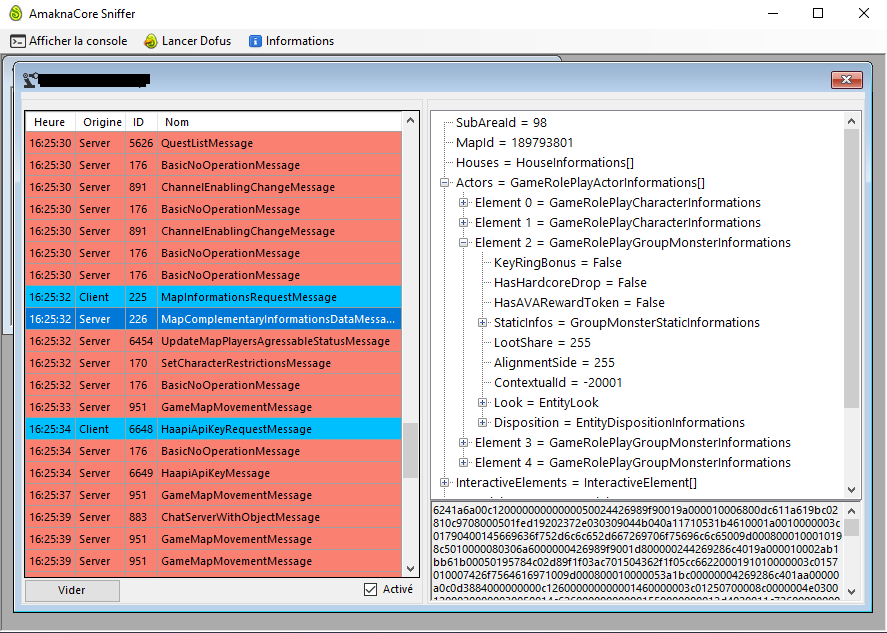 AmaknaCore Sniffer
Afficher la console Lancer Dofus Informations
Heure Origine ID Nom
16:25:30 Server 5626 QuestListMessage
16:25:30 Server 176 BasicNoOperationMessage
16:25:30 Server 891 ChannelEnablingChangeMessage
16:25:30 Server 176 BasicNoOperationMessage
16:25:30 Server 891 ChannelEnablingChangeMessage
16:25:30 Server 176 BasicNoOperationMessage
16:25:30 Server 176 BasicNoOperationMessage
16:25:32 Client 225 MapInformationsRequestMessage
16:25:32 Server 226 MapComplementaryInformationsDataMessa...
16:25:32 Server 6454 UpdateMapPlayersAgressableStatusMessage
16:25:32 Server 170 SetCharacterRestrictionsMessage
16:25:32 Server 176 BasicNoOperationMessage
16:25:33 Server 951 GameMapMovementMessage
16:25:34 Client 6648 HaapiApiKeyRequestMessage
16:25:34 Server 176 BasicNoOperationMessage
16:25:34 Server 6649 HaapiApiKeyMessage
16:25:37 Server 951 GameMapMovementMessage
16:25:39 Server 883 ChatServerWithObjectMessage
16:25:39 Server 951 GameMapMovementMessage
16:25:39 Server 951 GameMapMovementMessage
Vider
Activé
SubAreaId = 98
MapId = 189793801
Houses = HouseInformations[]
Actors = GameRolePlayActorInformations[]
Element 0 = GameRolePlayCharacterInformations
Element 1 = GameRolePlayCharacterInformations
Element 2 = GameRolePlayGroupMonsterInformations
KeyRingBonus = False
HasHardcoreDrop = False
HasAVARewardToken = False
StaticInfos = GroupMonsterStaticInformations
LootShare = 255
AlignmentSide = 255
ContextualId = -20001
Look = EntityLook
Disposition = EntityDispositionInformations
Element 3 = GameRolePlayGroupMonsterInformations
Element 4 = GameRolePlayGroupMonsterInformations
InteractiveElements = InteractiveElement[]
6241a6a00c1200000000000050024426989f90019a000010006800dc611a619bc02
810c9708000501fed19202372e030309044b040a11710531b4610001a0010000003c
0179040014566 9636f752d6c6c652d667269706f75696c6c65009d0008000100010 19
8c5010000080306a6000000426989f9001d800000244269286c4019a000010002ab1
bb61b00050195784c02d89f1f03ac701504362f1f05cc6622000191010000003c0157
010007426f7564616971009d000800010000053a1bc00000004269286c401aa00000